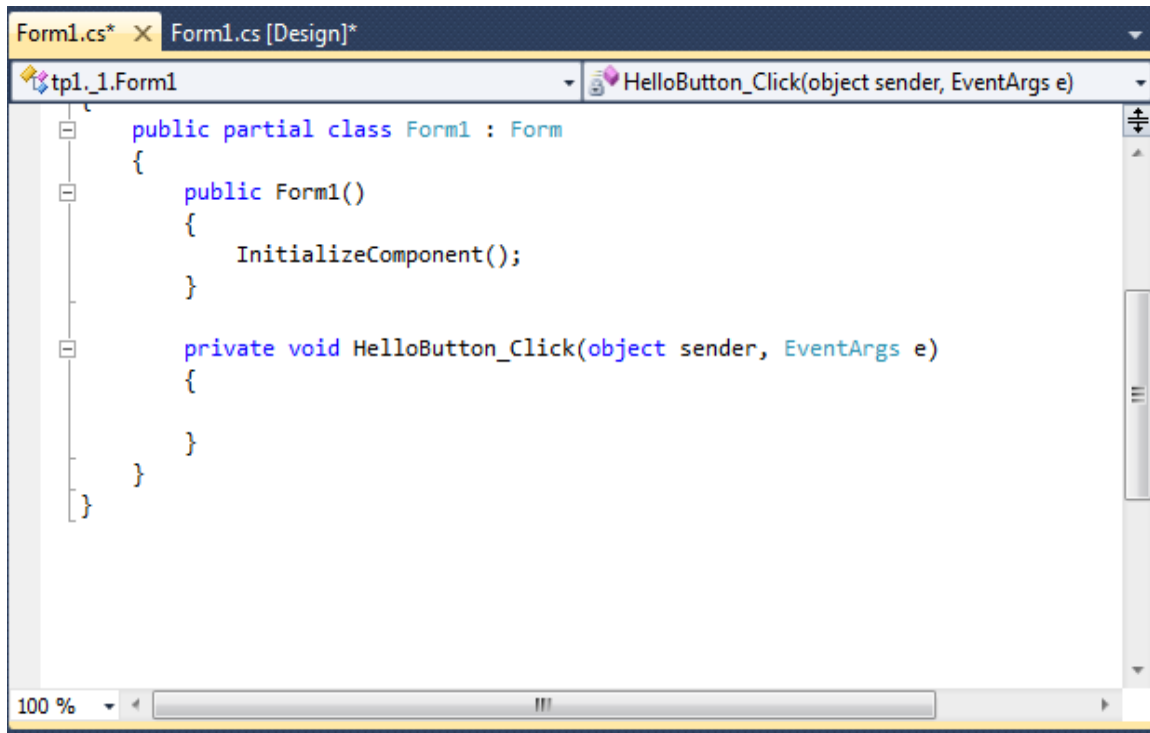 Form1.cs* Form1.cs [Design]*
tp1._1.Form1 HelloButton_Click(object sender, EventArgs e)
{
public partial class Form1 : Form
{
public Form1()
{
InitializeComponent();
}
private void HelloButton_Click(object sender, EventArgs e)
{
}
}
}
100 %